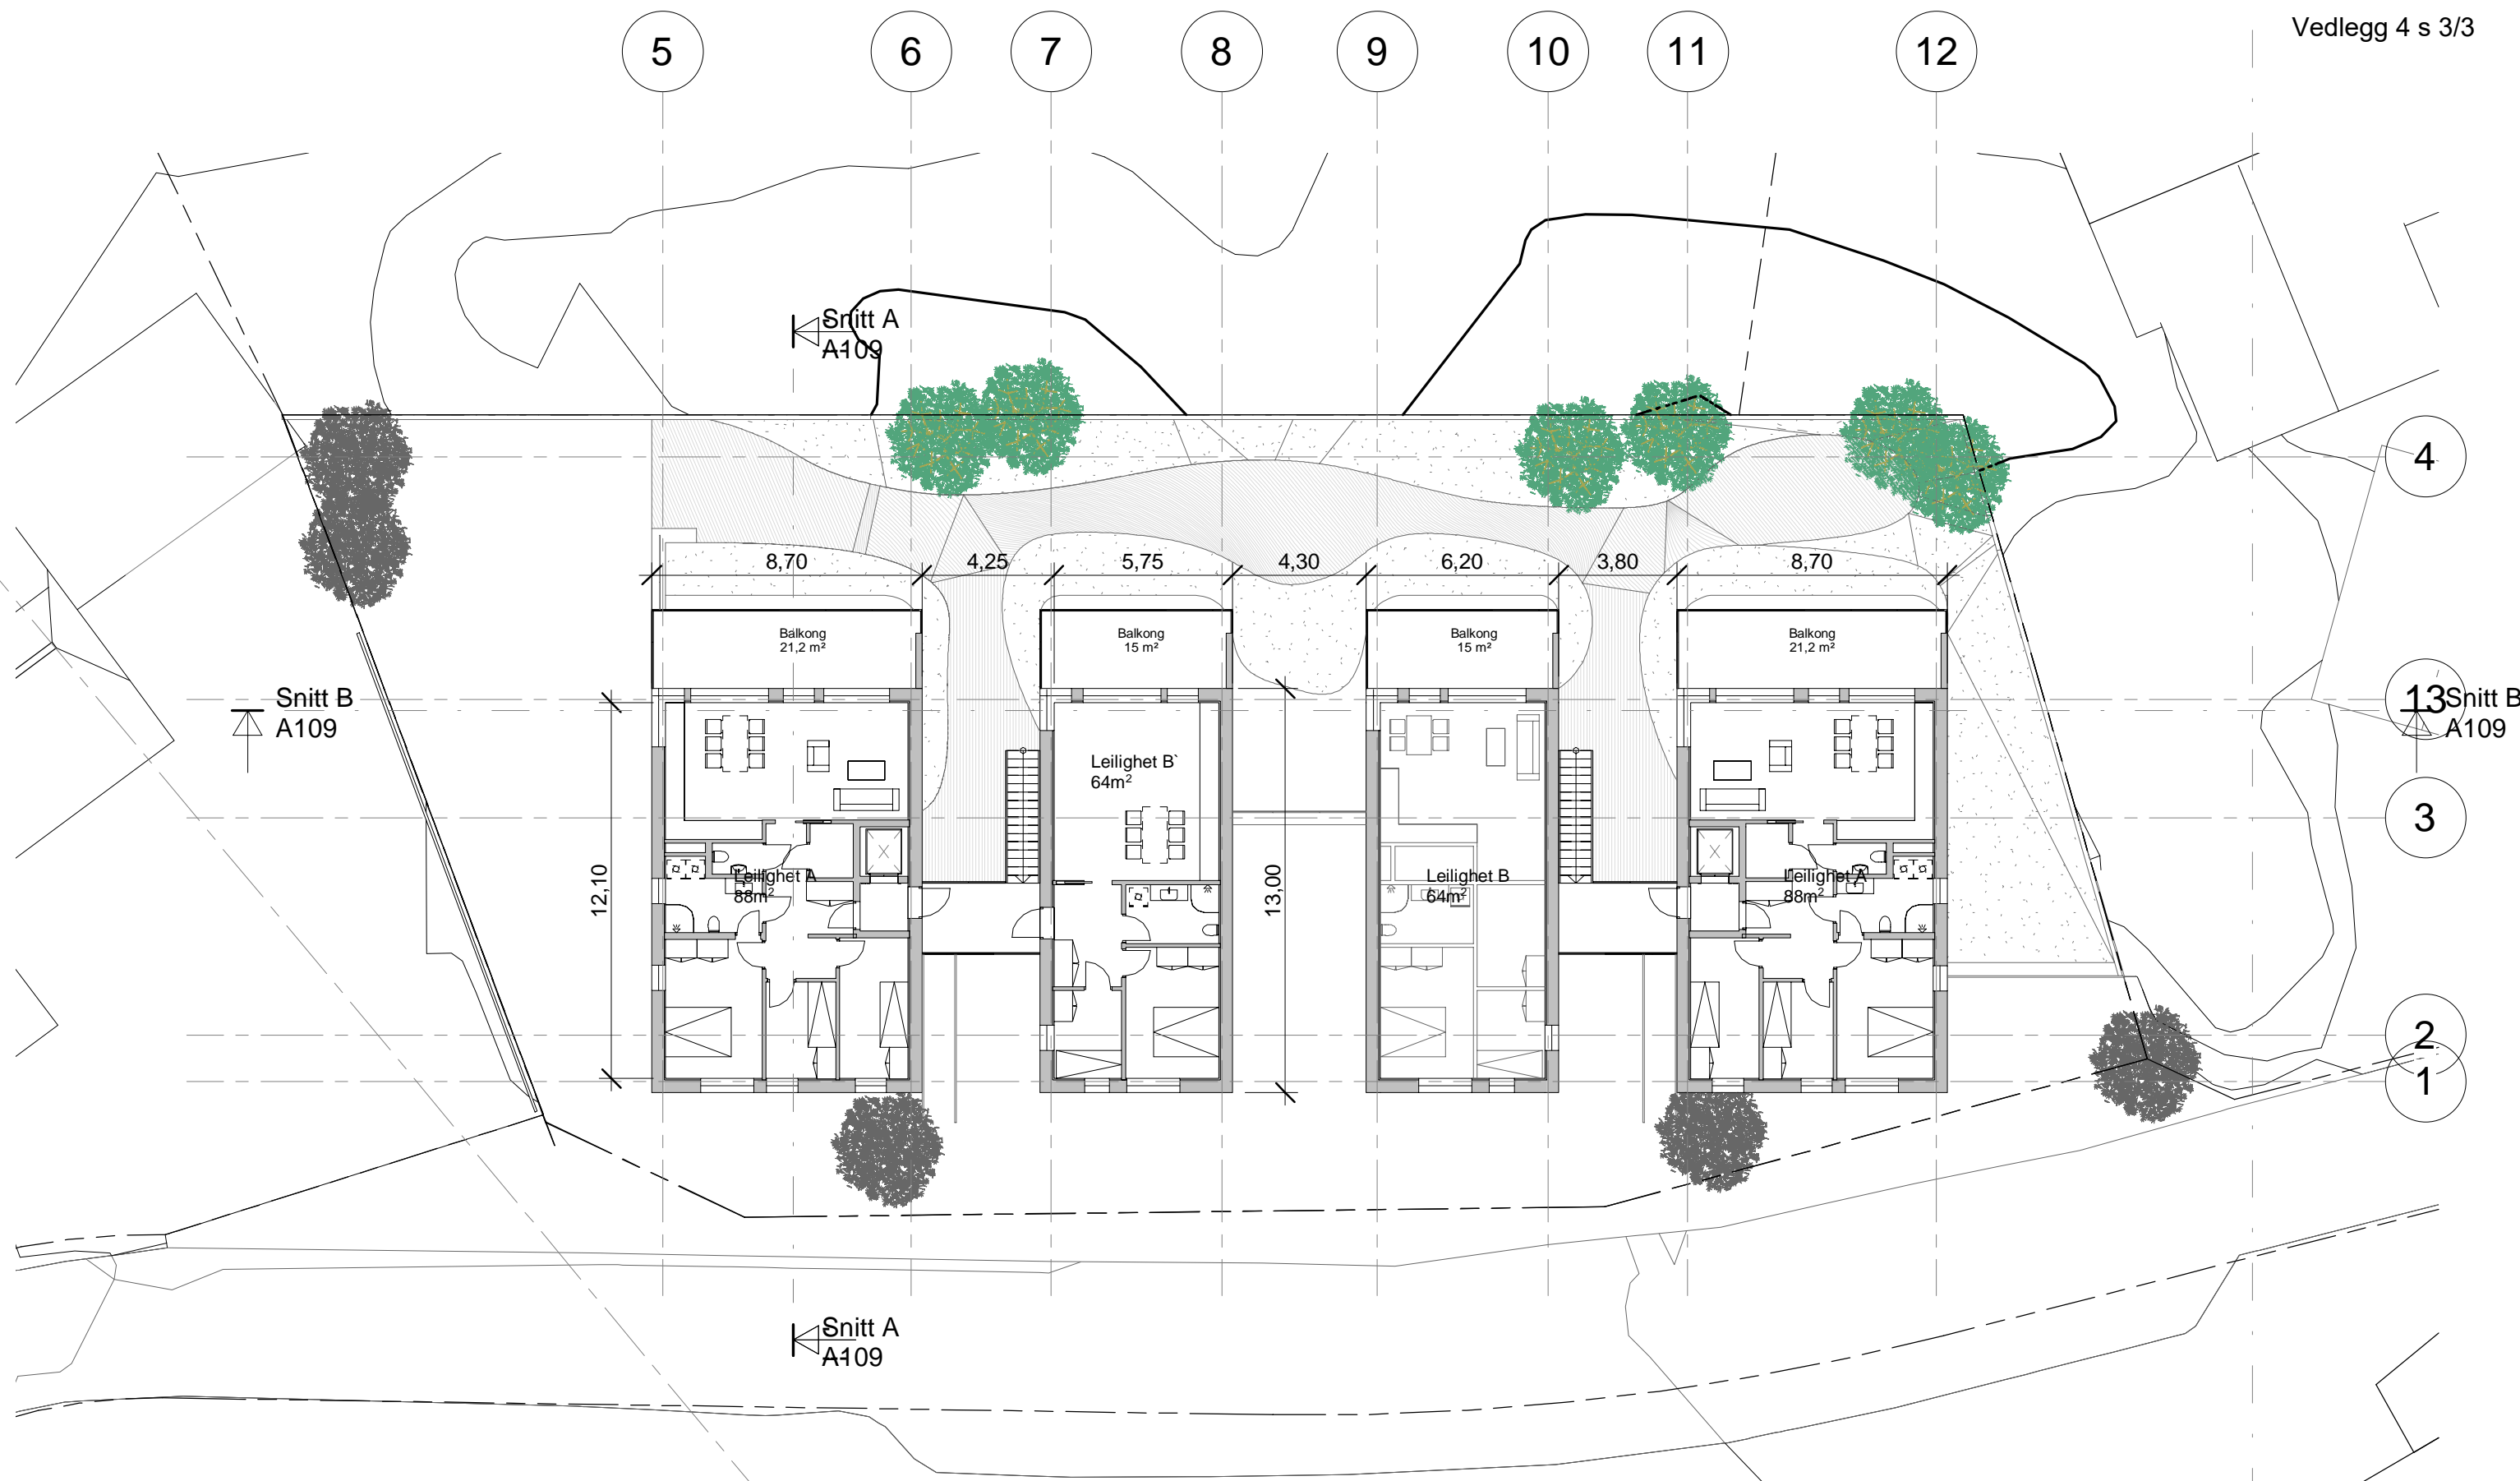 Vedlegg 4 s 3/3
5
6
7
8
9
10
11
12
Snitt A
A109
4
8,70
4,25
5,75
4,30
6,20
3,80
8,70
Balkong
21,2 m²
Balkong
15 m²
Balkong
15 m²
Balkong
21,2 m²
Snitt B
A109
13
Snitt B
A109
Leilighet B`
64m²
3
12,10
Leilighet A
88m²
13,00
Leilighet B
64m²
Leilighet A
88m²
2
1
Snitt A
A109